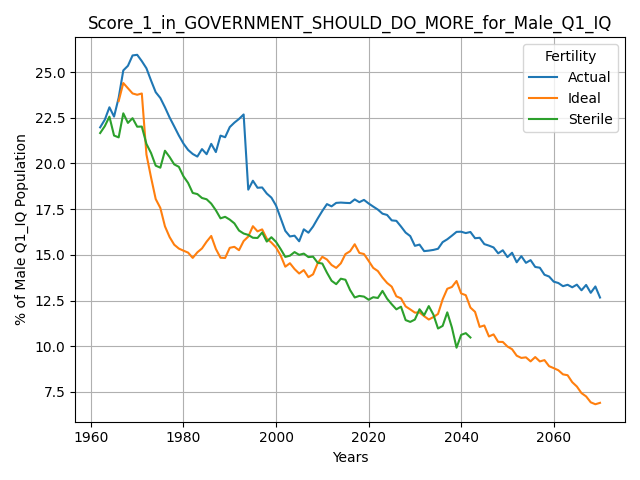 Score_1_in_GOVERNMENT_SHOULD_DO_MORE_for_Male_Q1_IQ
% of Male Q1_IQ Population
25.0
22.5
20.0
17.5
15.0
12.5
10.0
7.5
Fertility
Actual
Ideal
Sterile
1960
1980
2000
2020
2040
2060
Years